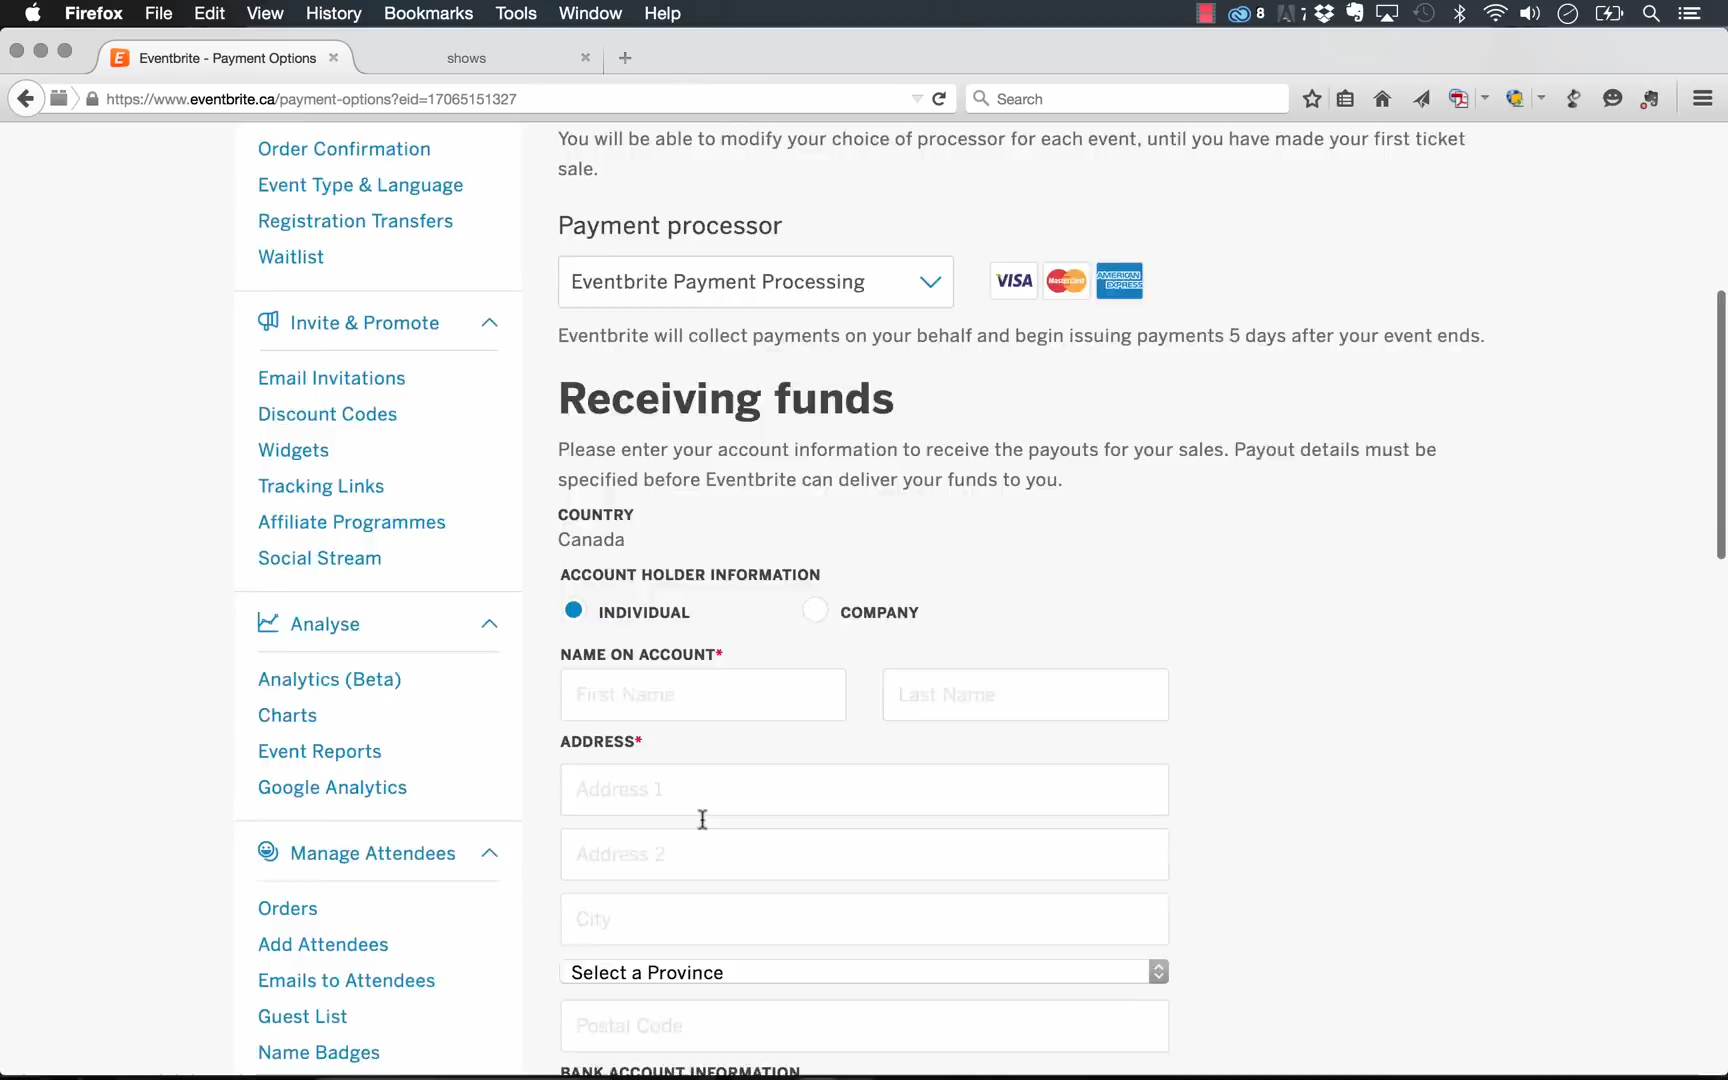 Firefox File Edit View History Bookmarks Tools Window Help
8
7
Eventbrite - Payment Options
shows
https://www.eventbrite.ca/payment-options?eid=17065151327
Search
Order Confirmation
Event Type & Language
Registration Transfers
Waitlist
Invite & Promote
Email Invitations
Discount Codes
Widgets
Tracking Links
Affiliate Programmes
Social Stream
Analyse
Analytics (Beta)
Charts
Event Reports
Google Analytics
Manage Attendees
Orders
Add Attendees
Emails to Attendees
Guest List
Name Badges
You will be able to modify your choice of processor for each event, until you have made your first ticket
sale.
Payment processor
Eventbrite Payment Processing
VISA MasterCard AMERICAN EXPRESS
Eventbrite will collect payments on your behalf and begin issuing payments 5 days after your event ends.
Receiving funds
Please enter your account information to receive the payouts for your sales. Payout details must be
specified before Eventbrite can deliver your funds to you.
COUNTRY
Canada
ACCOUNT HOLDER INFORMATION
INDIVIDUAL COMPANY
NAME ON ACCOUNT*
First Name Last Name
ADDRESS*
Address 1
Address 2
City
Select a Province
Postal Code
BANK ACCOUNT INFORMATION